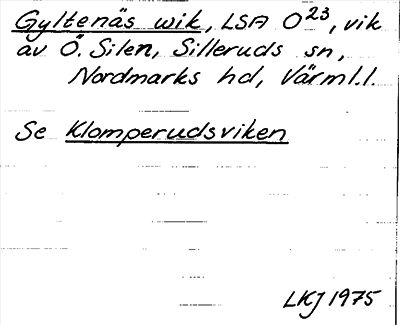 Gyltenäs wik, LSA O23, vik
av Ö. Silen, Silleruds sn,
Nordmarks hd, Värml.l.
Se Klomperudsviken
LKJ 1975